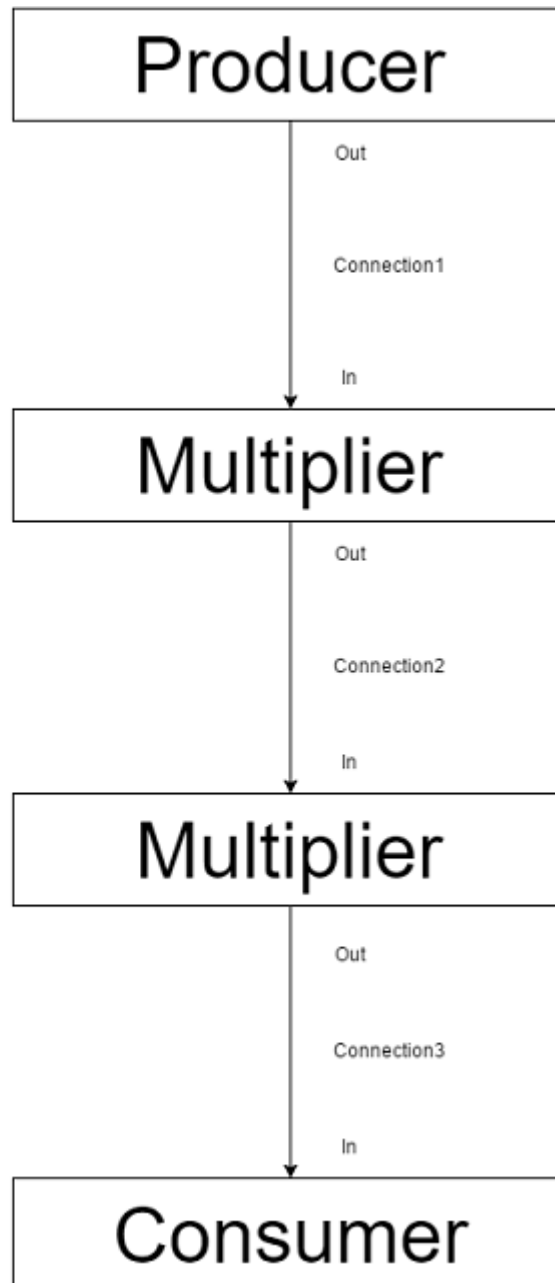 Producer
Out
Connection1
In
Multiplier
Out
Connection2
In
Multiplier
Out
Connection3
In
Consumer